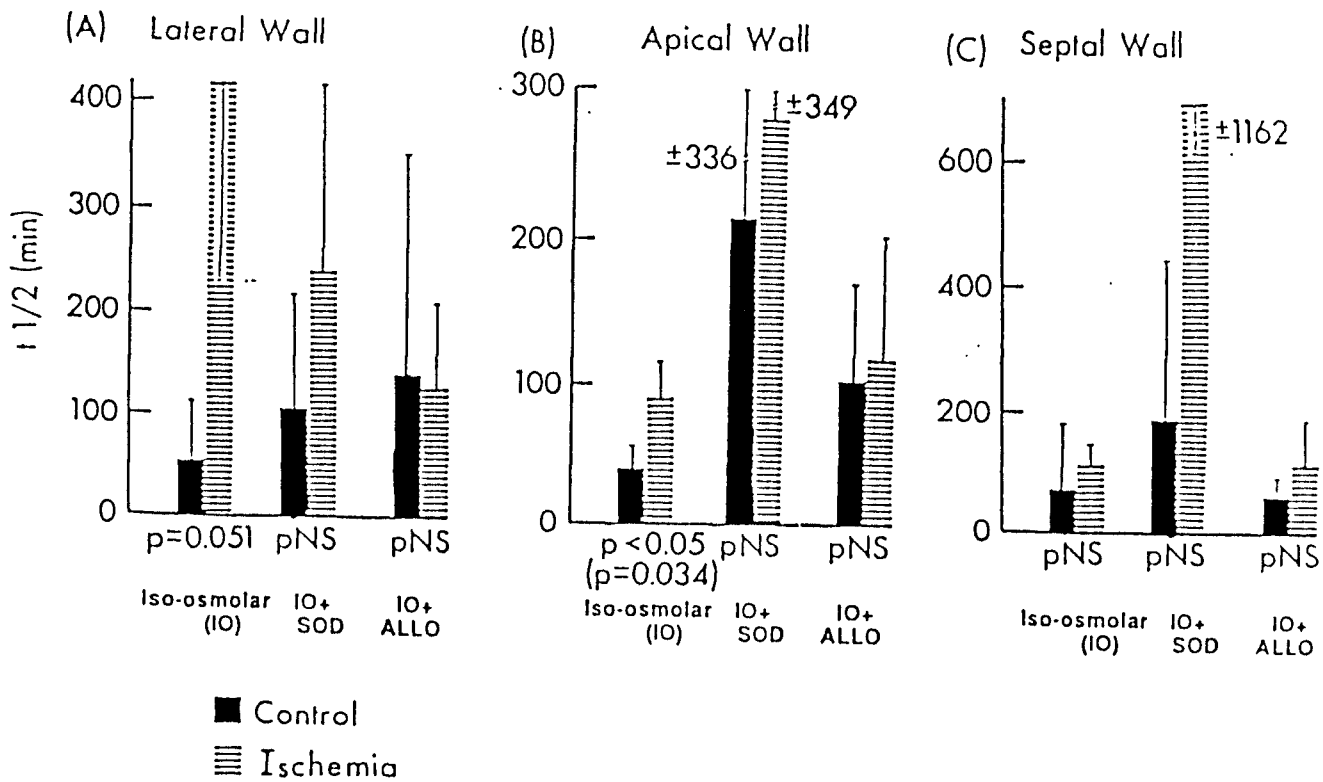 (A) Lateral Wall
t 1/2 (min)
400
300
200
100
0
p=0.051 pNS pNS
Iso-osmolar (IO)
IO+ SOD
IO+ ALLO
(B) Apical Wall
300
200
100
0
±336
±349
p<0.05 (p=0.034)
pNS pNS
Iso-osmolar (IO)
IO+ SOD
IO+ ALLO
(C) Septal Wall
600
400
200
0
±1162
pNS pNS pNS
Iso-osmolar (IO)
IO+ SOD
IO+ ALLO
Control
Ischemia